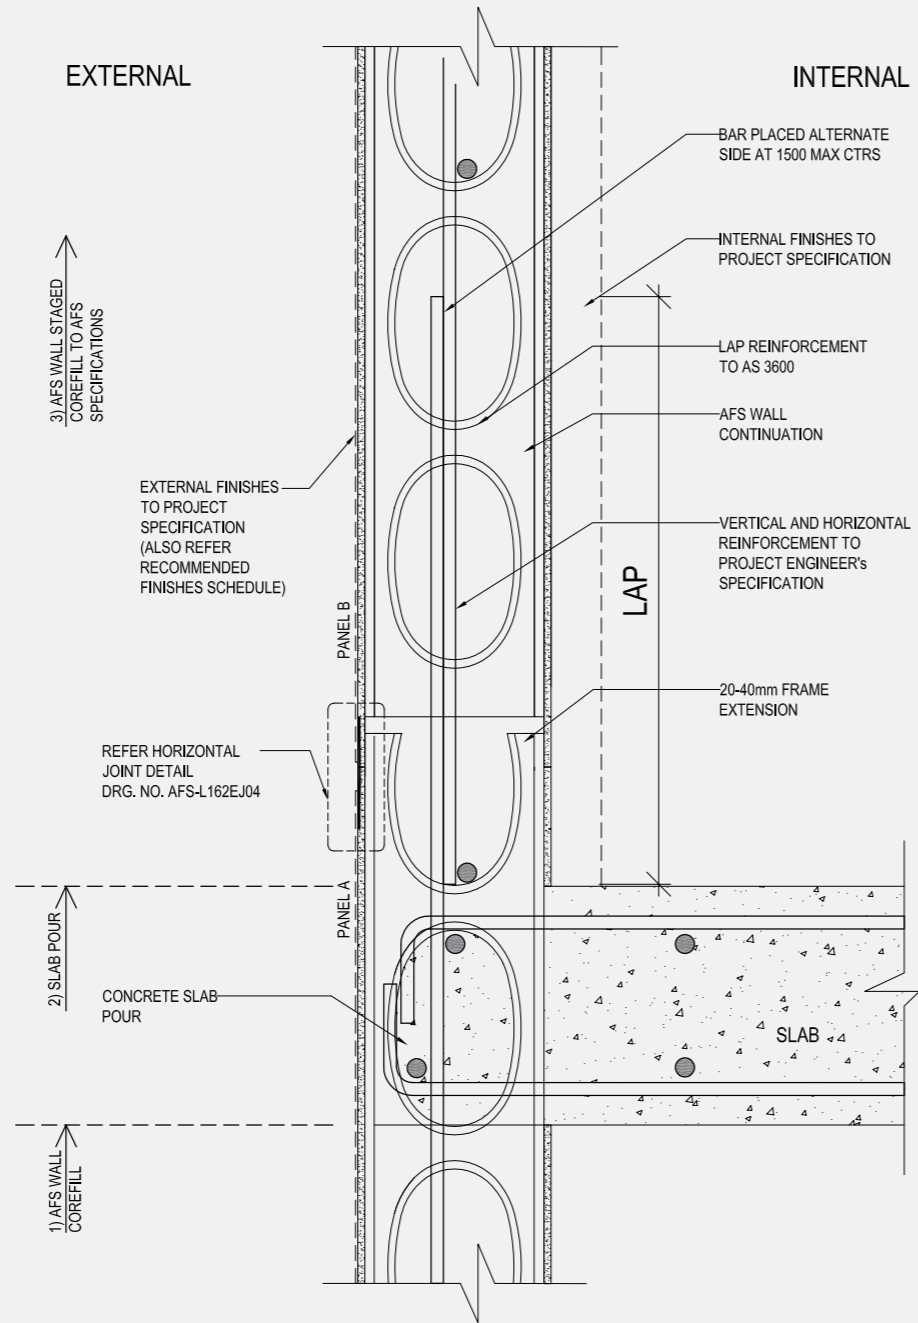 EXTERNAL
INTERNAL
BAR PLACED ALTERNATE
SIDE AT 1500 MAX CTRS
INTERNAL FINISHES TO
PROJECT SPECIFICATION
3) AFS WALL STAGED
COREFILL TO AFS
SPECIFICATIONS
LAP REINFORCEMENT
TO AS 3600
AFS WALL
CONTINUATION
EXTERNAL FINISHES
TO PROJECT
SPECIFICATION
(ALSO REFER
RECOMMENDED
FINISHES SCHEDULE)
VERTICAL AND HORIZONTAL
REINFORCEMENT TO
PROJECT ENGINEER's
SPECIFICATION
LAP
PANEL B
20-40mm FRAME
EXTENSION
REFER HORIZONTAL
JOINT DETAIL
DRG. NO. AFS-L162EJ04
PANEL A
2) SLAB POUR
CONCRETE SLAB
POUR
SLAB
1) AFS WALL
COREFILL